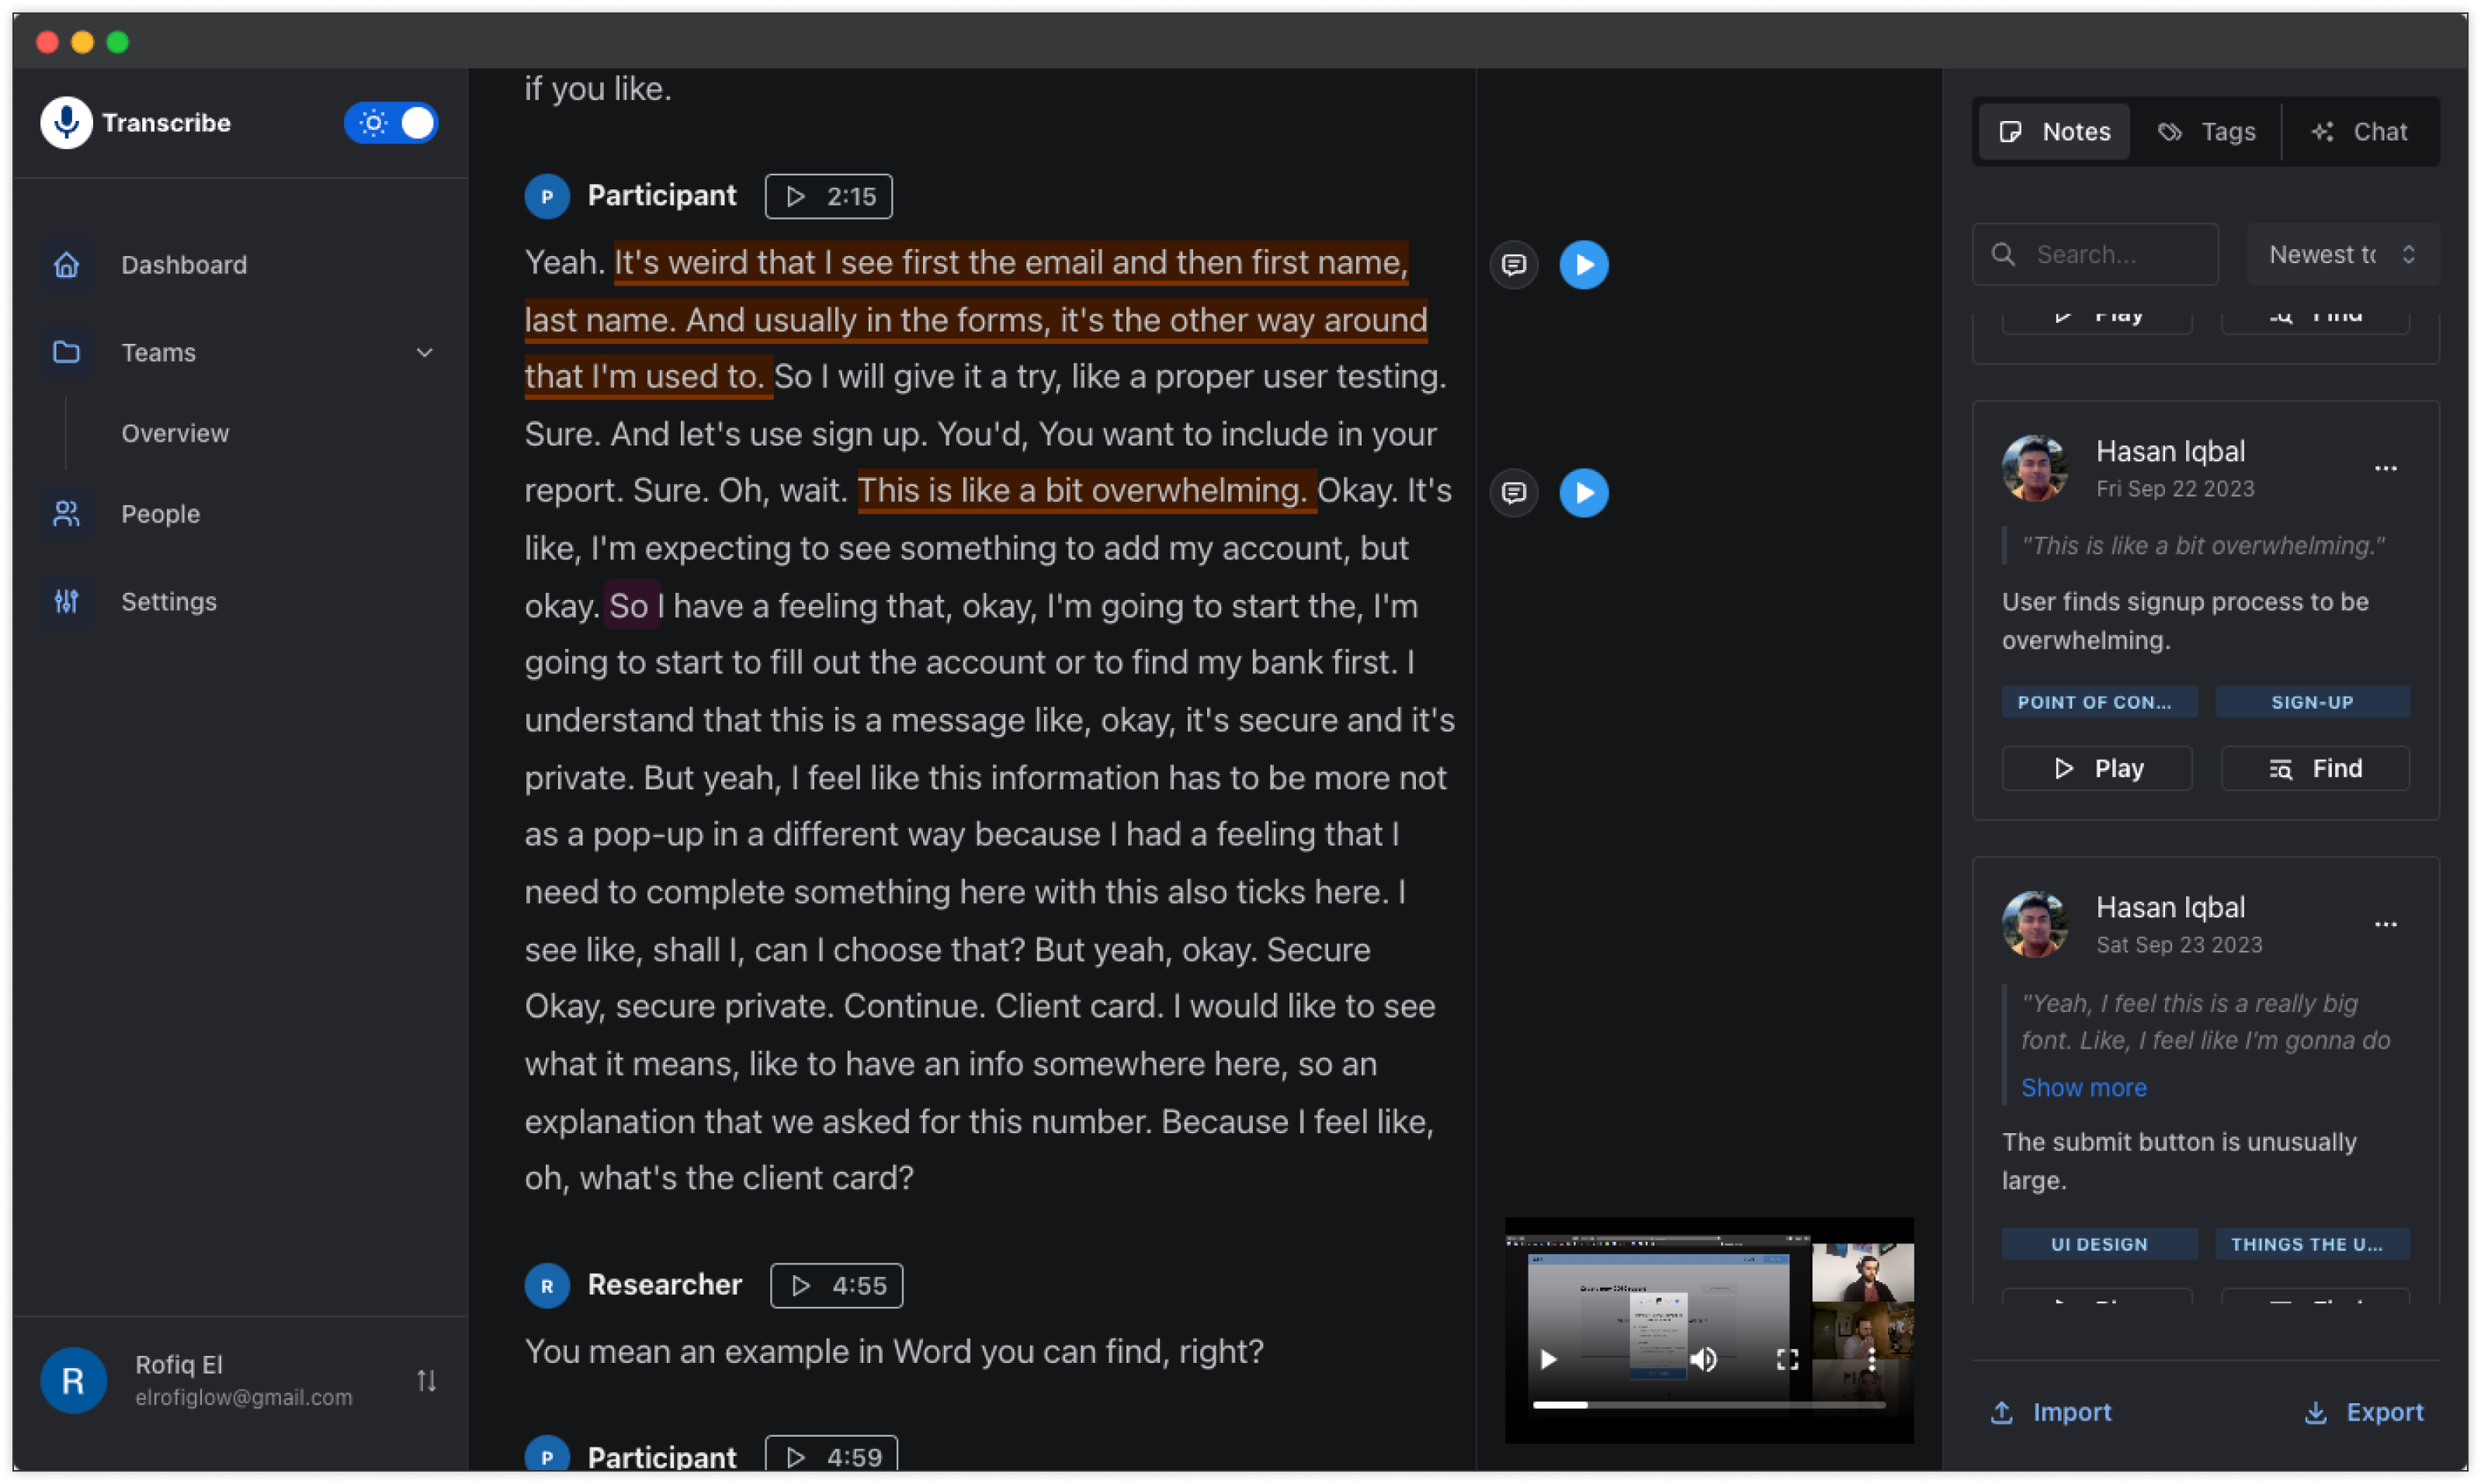 Transcribe
Dashboard
Teams
Overview
People
Settings
R
Rofiq El
elrofiglow@gmail.com
if you like.
P Participant 2:15
Yeah. It's weird that I see first the email and then first name,
last name. And usually in the forms, it's the other way around
that I'm used to. So I will give it a try, like a proper user testing.
Sure. And let's use sign up. You'd, You want to include in your
report. Sure. Oh, wait. This is like a bit overwhelming. Okay. It's
like, I'm expecting to see something to add my account, but
okay. So I have a feeling that, okay, I'm going to start the, I'm
going to start to fill out the account or to find my bank first. I
understand that this is a message like, okay, it's secure and it's
private. But yeah, I feel like this information has to be more not
as a pop-up in a different way because I had a feeling that I
need to complete something here with this also ticks here. I
see like, shall I, can I choose that? But yeah, okay. Secure
Okay, secure private. Continue. Client card. I would like to see
what it means, like to have an info somewhere here, so an
explanation that we asked for this number. Because I feel like,
oh, what's the client card?
R Researcher 4:55
You mean an example in Word you can find, right?
P Participant 4:59
Notes Tags Chat
Search... Newest to
Play Find
Hasan Iqbal
Fri Sep 22 2023
"This is like a bit overwhelming."
User finds signup process to be
overwhelming.
POINT OF CON... SIGN-UP
Play Find
Hasan Iqbal
Sat Sep 23 2023
"Yeah, I feel this is a really big
font. Like, I feel like I'm gonna do
Show more
The submit button is unusually
large.
UI DESIGN THINGS THE U...
Import Export